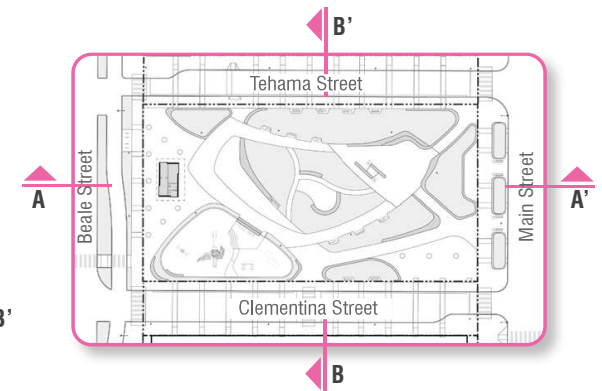 B’
Tehama Street
Beale Street
A
Main Street
A’
Clementina Street
B’
B